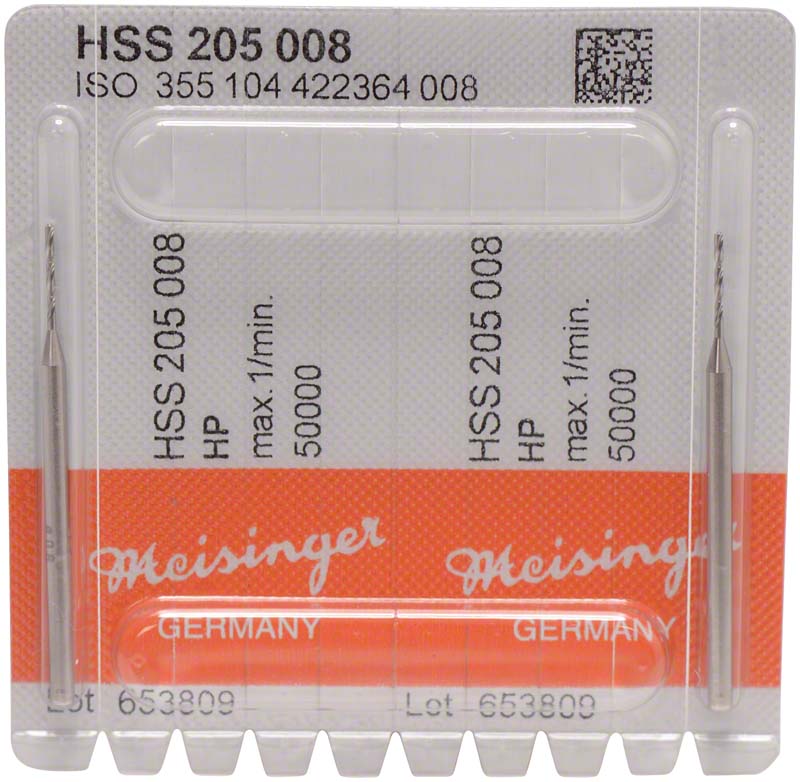 HSS 205 008
ISO 355 104 422364 008
HSS 205 008
HP
max. 1/min.
50000
HSS 205 008
HP
max. 1/min.
50000
Meisinger
GERMANY
Meisinger
GERMANY
Lot 653809
Lot 653809